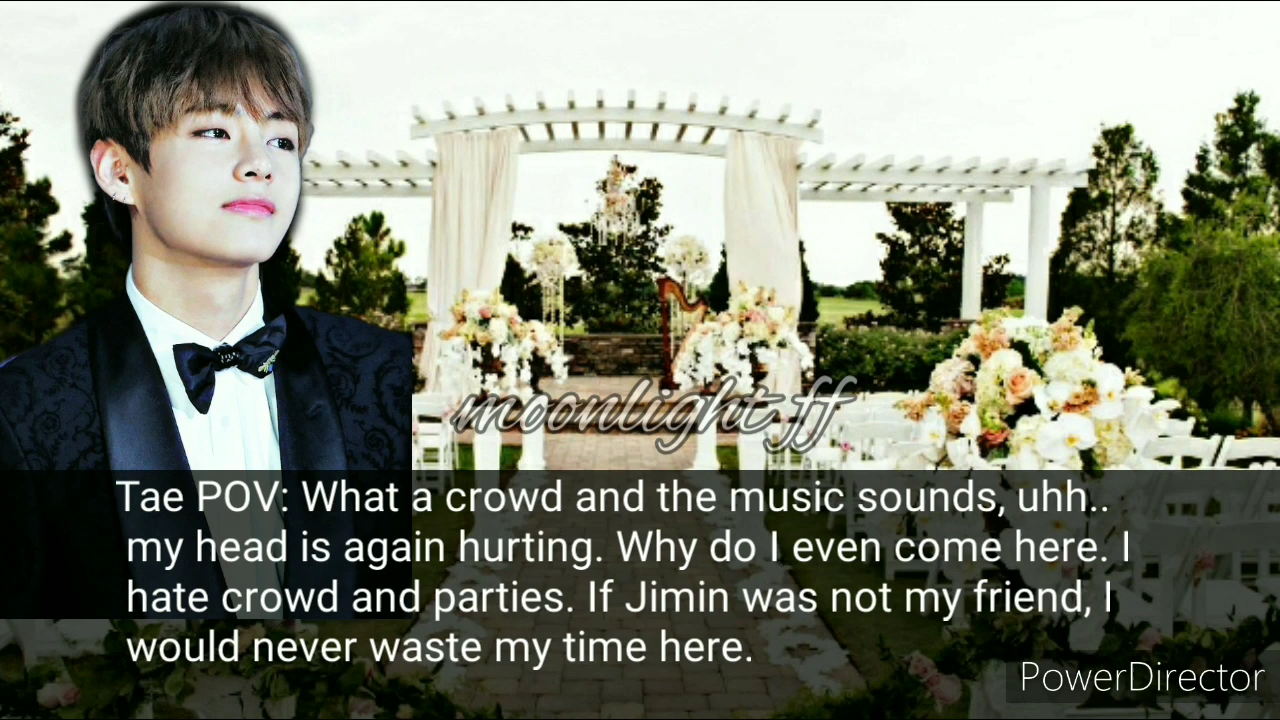 moonlight ff
Tae POV: What a crowd and the music sounds, uhh..
my head is again hurting. Why do I even come here. I
hate crowd and parties. If Jimin was not my friend, I
would never waste my time here.
PowerDirector